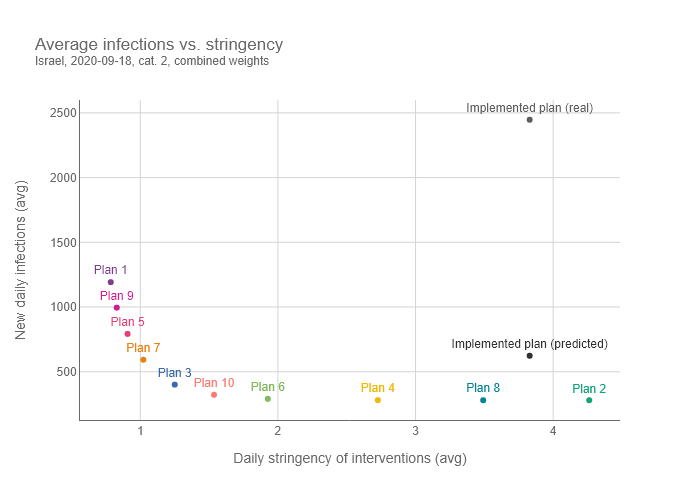 Average infections vs. stringency
Israel, 2020-09-18, cat. 2, combined weights
2500
Implemented plan (real)
2000
1500
Plan 1
Plan 9
1000
Plan 5
Plan 7
Implemented plan (predicted)
500
Plan 3
Plan 10
Plan 6
Plan 4
Plan 8
Plan 2
1
2
3
4
New daily infections (avg)
Daily stringency of interventions (avg)